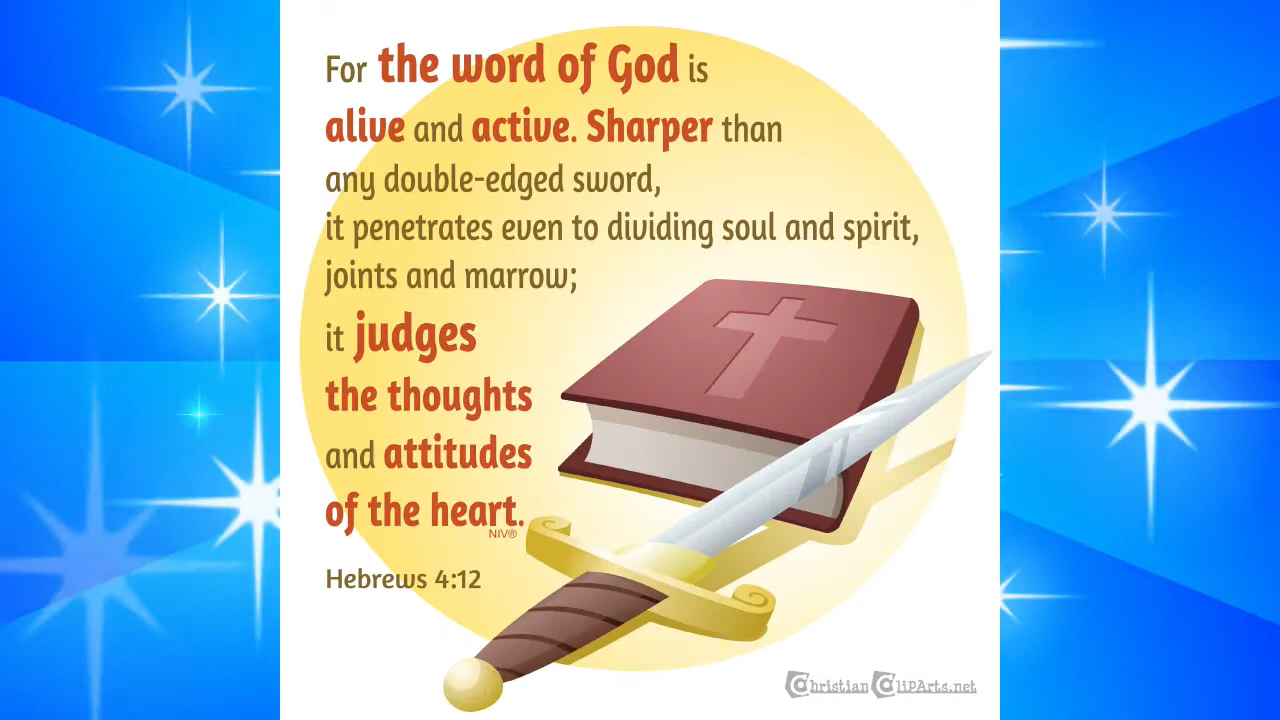 For the word of God is
alive and active. Sharper than
any double-edged sword,
it penetrates even to dividing soul and spirit,
joints and marrow;
it judges
the thoughts
and attitudes
of the heart.
NIV®
Hebrews 4:12
Christian CliPArts.net